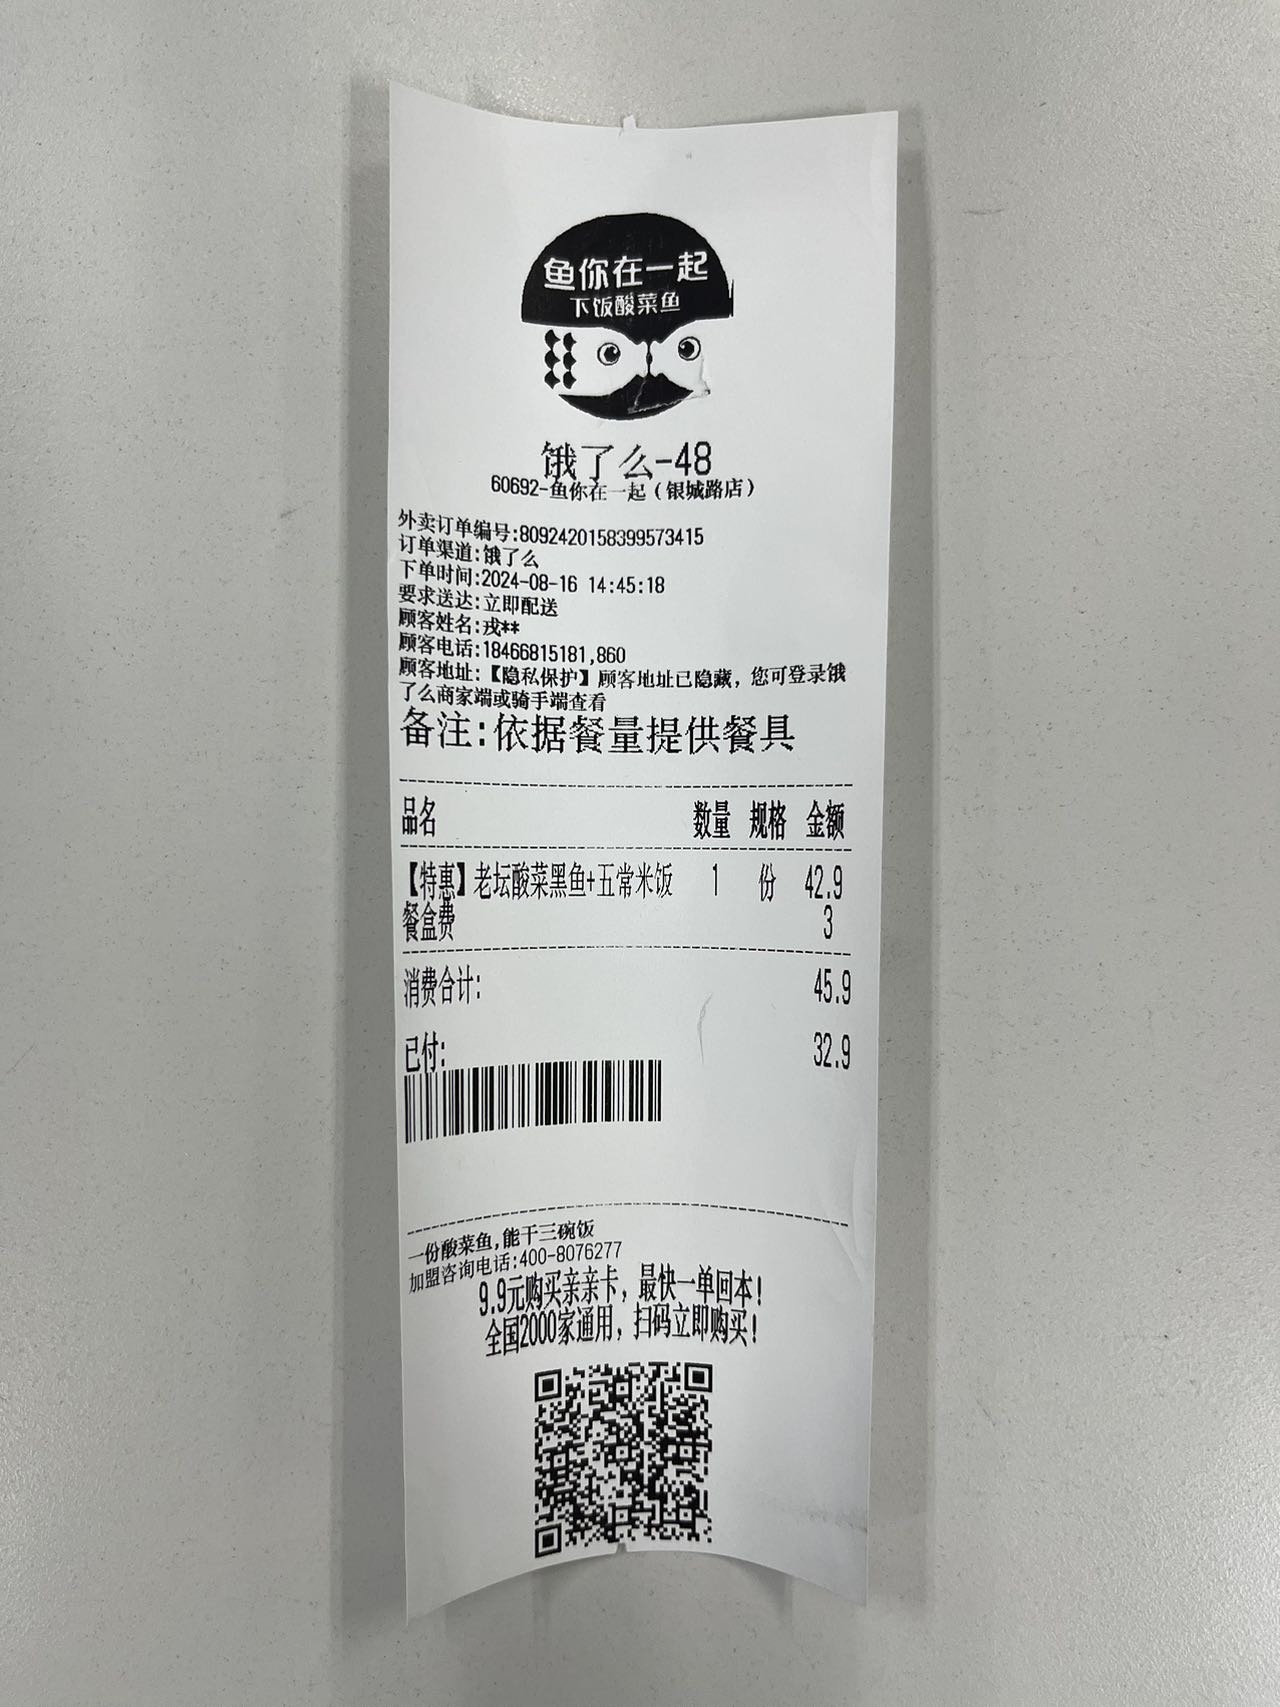 鱼你在一起
下饭酸菜鱼
饿了么-48
60692-鱼你在一起（银城路店）
外卖订单编号:8092420158399573415
订单渠道:饿了么
下单时间:2024-08-16 14:45:18
要求送达:立即配送
顾客姓名:戎**
顾客电话:18466815181,860
顾客地址:【隐私保护】顾客地址已隐藏，您可登录饿
了么商家端或骑手端查看
备注:依据餐量提供餐具
品名 数量 规格 金额
【特惠】老坛酸菜黑鱼+五常米饭 1 份 42.9
餐盒费 3
消费合计: 45.9
已付: 32.9
一份酸菜鱼,能干三碗饭
加盟咨询电话:400-8076277
9.9元购买亲亲卡，最快一单回本！
全国2000家通用，扫码立即购买！